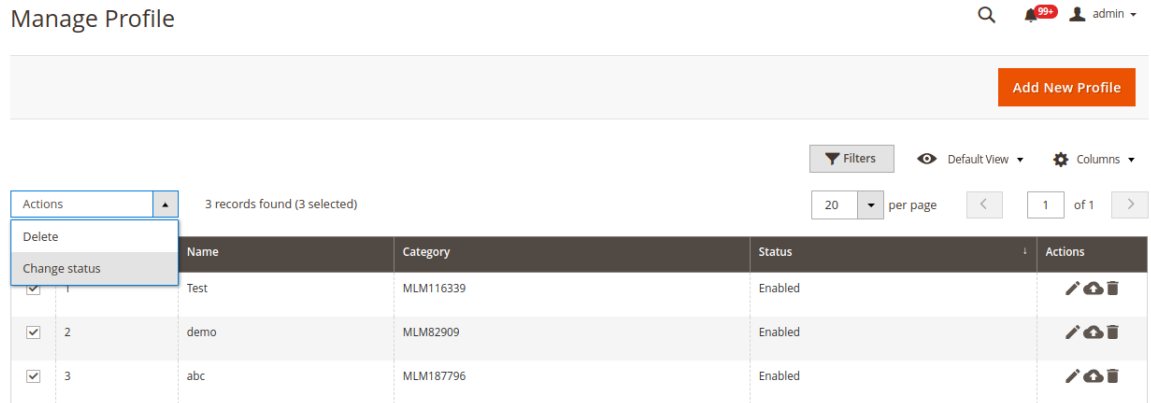 Manage Profile
99+
admin
Add New Profile
Filters
Default View
Columns
Actions
3 records found (3 selected)
20
per page
1
of 1
Delete
Change status
Name
Category
Status
↓
Actions
1
Test
MLM116339
Enabled
2
demo
MLM82909
Enabled
3
abc
MLM187796
Enabled